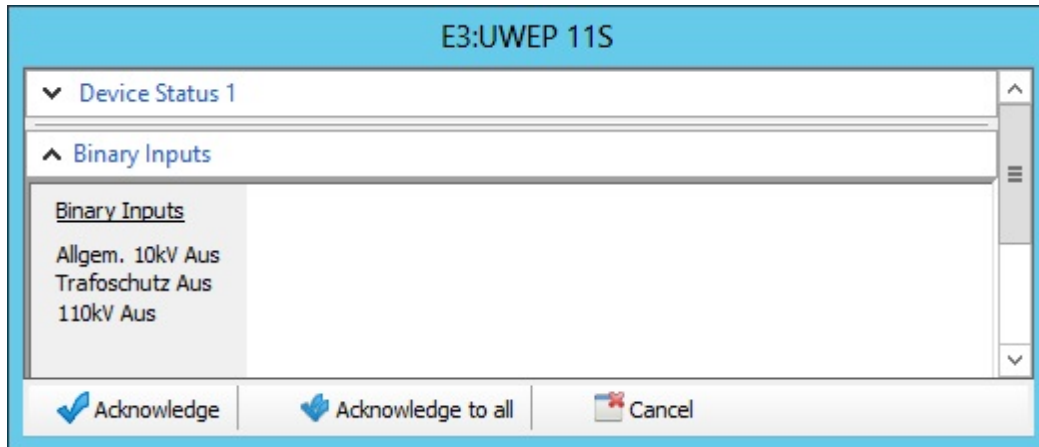 E3:UWEP 11S
Device Status 1
Binary Inputs
Binary Inputs
Allgem. 10kV Aus
Trafoschutz Aus
110kV Aus
Acknowledge Acknowledge to all Cancel